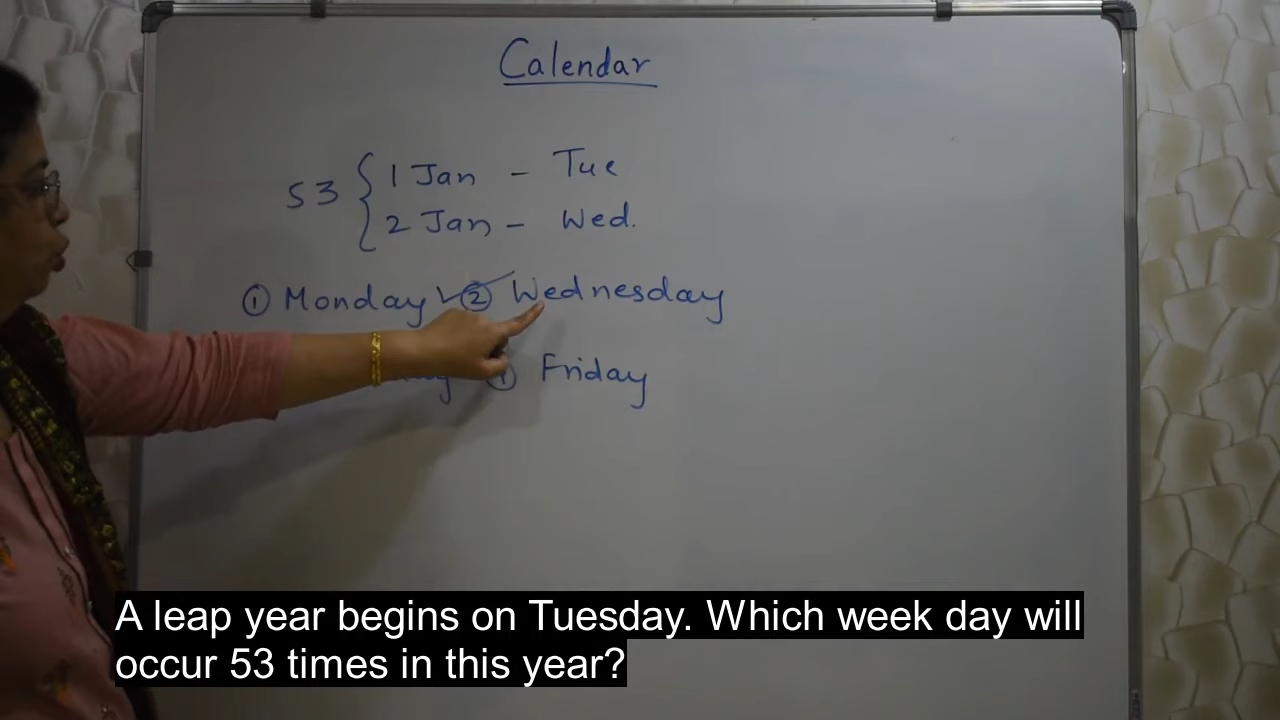 Calendar
53 { 1 Jan - Tue
2 Jan - Wed.
① Monday ✓② Wednesday
④ Friday
A leap year begins on Tuesday. Which week day will
occur 53 times in this year?